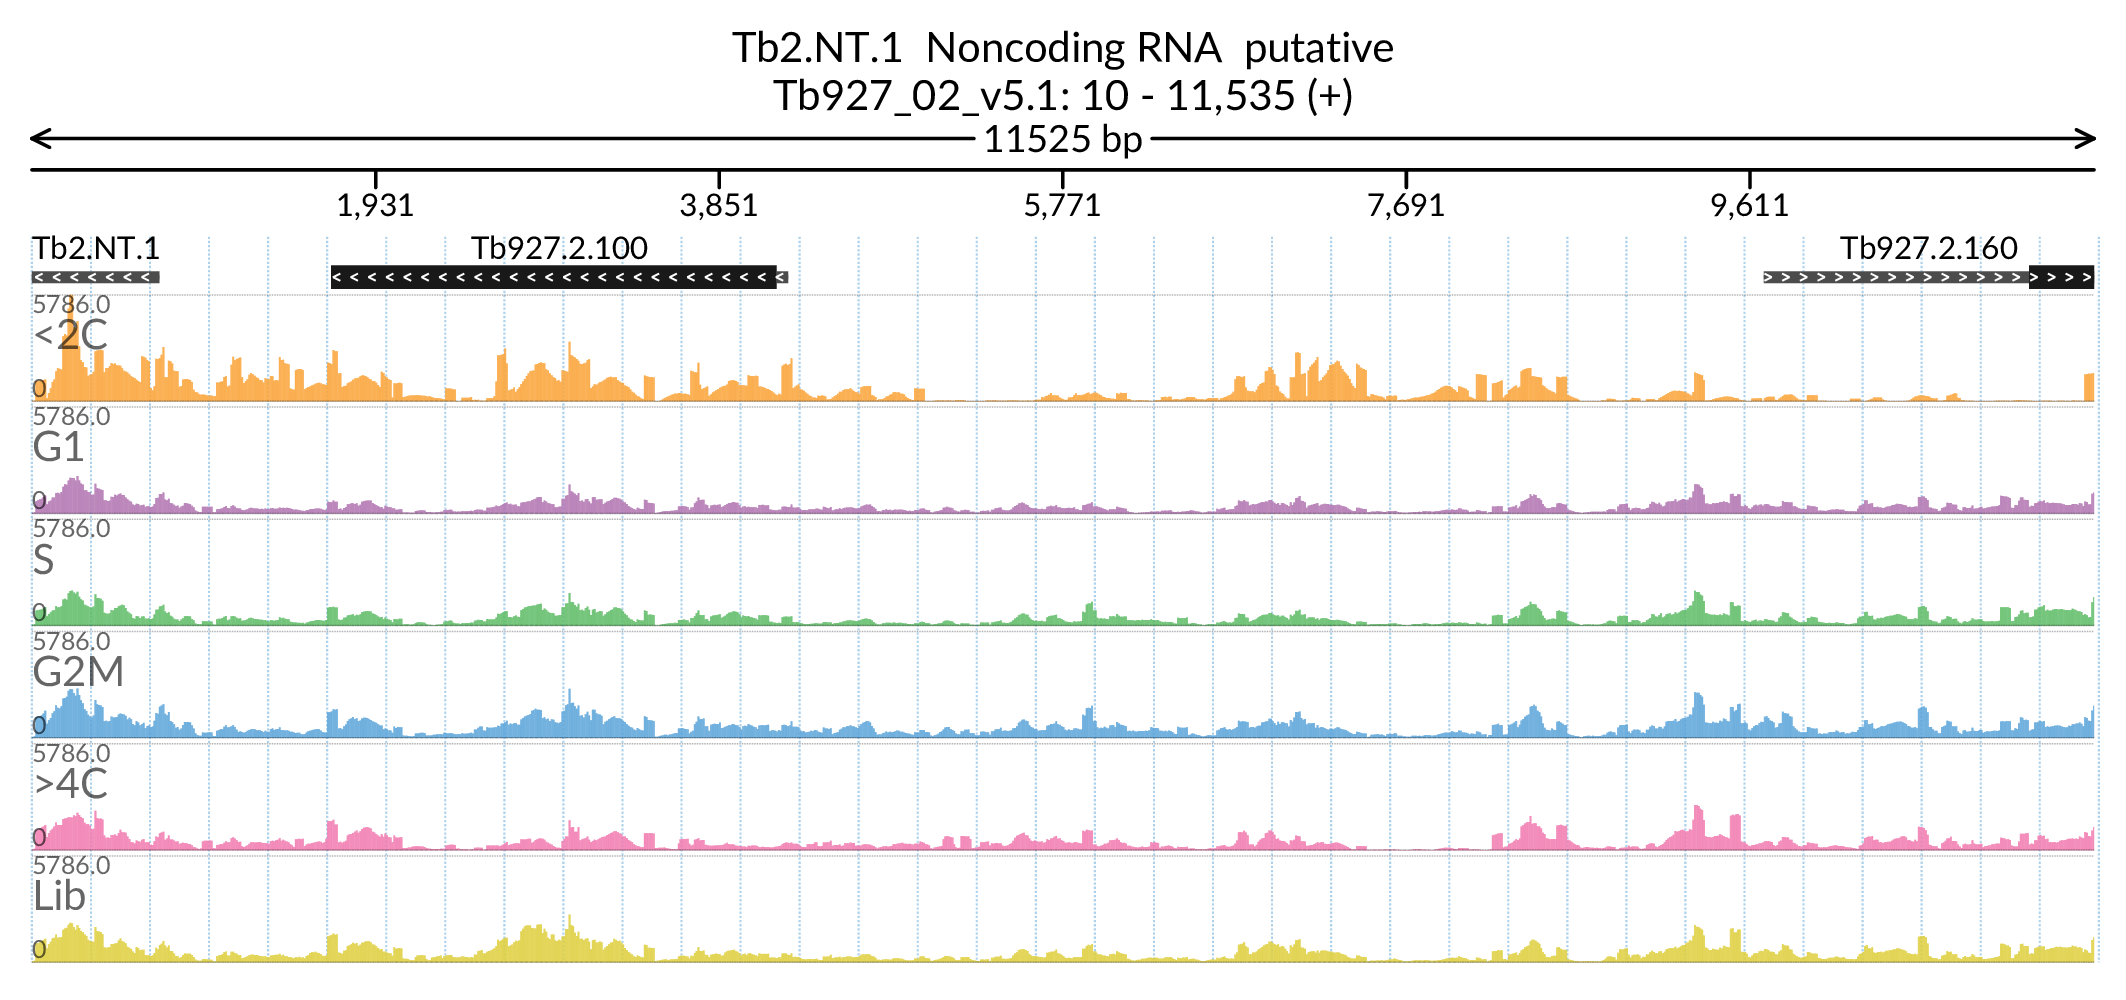 Tb2.NT.1 Noncoding RNA putative
Tb927_02_v5.1: 10 - 11,535 (+)
11525 bp
1,931 3,851 5,771 7,691 9,611
Tb2.NT.1 Tb927.2.100 Tb927.2.160
5786.0
<2C
0
5786.0
G1
0
5786.0
S
0
5786.0
G2M
0
5786.0
>4C
0
5786.0
Lib
0